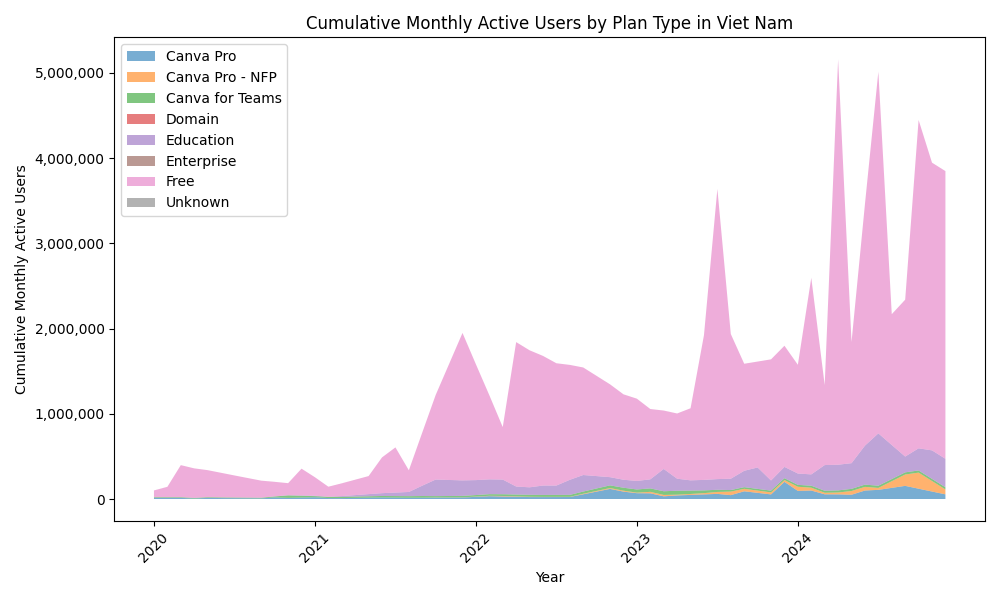 Cumulative Monthly Active Users by Plan Type in Viet Nam
Canva Pro
Canva Pro - NFP
Canva for Teams
Domain
Education
Enterprise
Free
Unknown
Cumulative Monthly Active Users
5,000,000
4,000,000
3,000,000
2,000,000
1,000,000
0
2020
2021
2022
2023
2024
Year